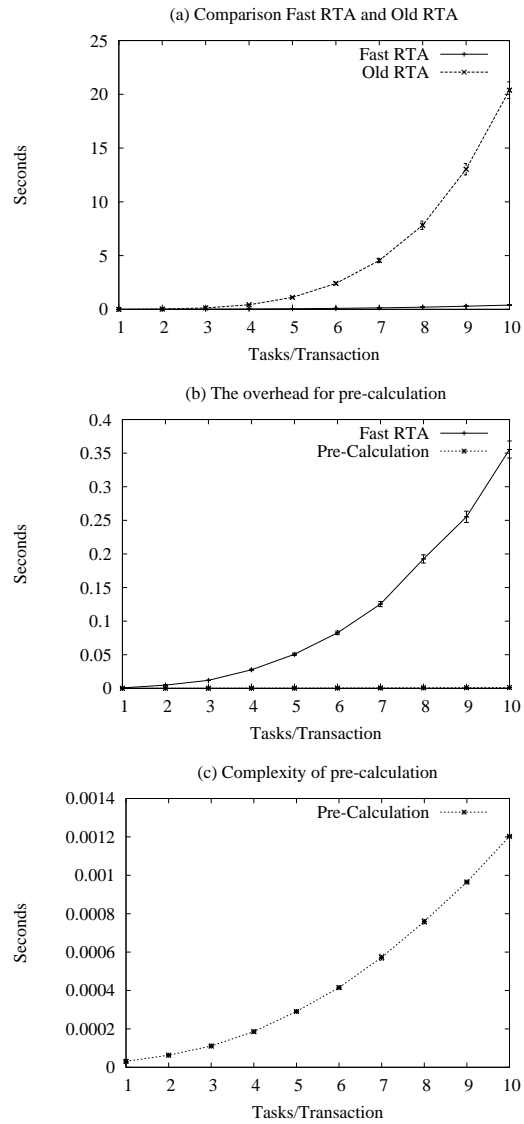 (a) Comparison Fast RTA and Old RTA
25
20
15
10
5
0
Seconds
Fast RTA
Old RTA
1 2 3 4 5 6 7 8 9 10
Tasks/Transaction
(b) The overhead for pre-calculation
0.4
0.35
0.3
0.25
0.2
0.15
0.1
0.05
0
Seconds
Fast RTA
Pre-Calculation
1 2 3 4 5 6 7 8 9 10
Tasks/Transaction
(c) Complexity of pre-calculation
0.0014
0.0012
0.001
0.0008
0.0006
0.0004
0.0002
0
Seconds
Pre-Calculation
1 2 3 4 5 6 7 8 9 10
Tasks/Transaction